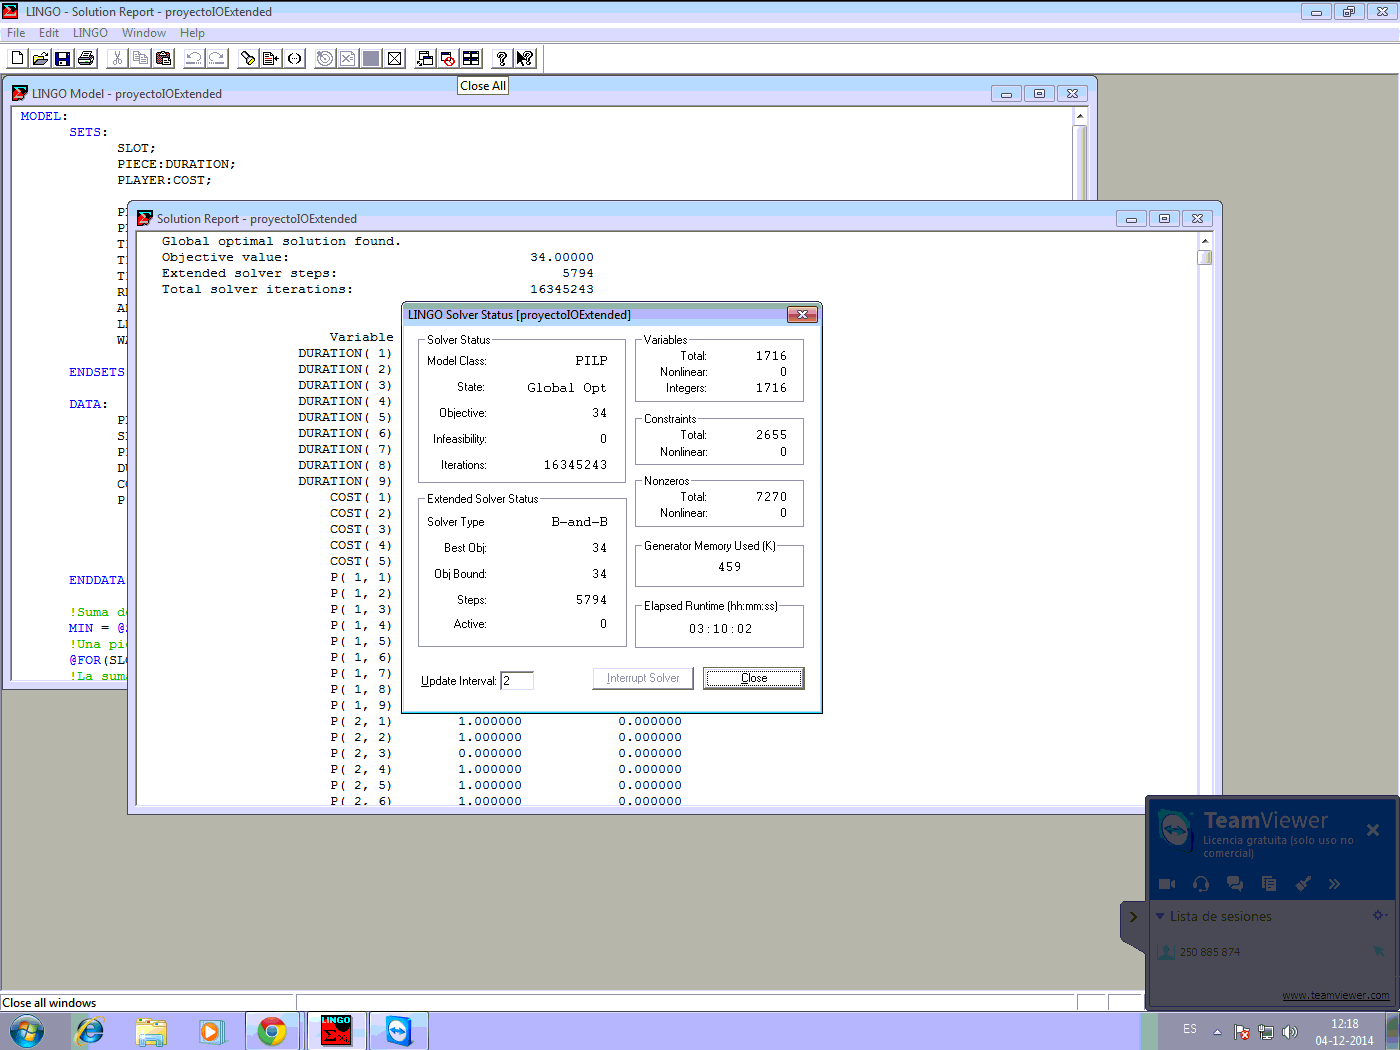 LINGO - Solution Report - proyectoIOExtended
File Edit LINGO Window Help
Close All
LINGO Model - proyectoIOExtended
MODEL:
SETS:
SLOT;
PIECE:DURATION;
PLAYER:COST;
ENDSETS
DATA:
ENDDATA
!Suma de
MIN = @
!Una pie
@FOR(SLO
!La suma
Solution Report - proyectoIOExtended
Global optimal solution found.
Objective value: 34.00000
Extended solver steps: 5794
Total solver iterations: 16345243
Variable
DURATION( 1)
DURATION( 2)
DURATION( 3)
DURATION( 4)
DURATION( 5)
DURATION( 6)
DURATION( 7)
DURATION( 8)
DURATION( 9)
COST( 1)
COST( 2)
COST( 3)
COST( 4)
COST( 5)
P( 1, 1)
P( 1, 2)
P( 1, 3)
P( 1, 4)
P( 1, 5)
P( 1, 6)
P( 1, 7)
P( 1, 8)
P( 1, 9)
P( 2, 1) 1.000000 0.000000
P( 2, 2) 1.000000 0.000000
P( 2, 3) 0.000000 0.000000
P( 2, 4) 1.000000 0.000000
P( 2, 5) 1.000000 0.000000
P( 2, 6) 1.000000 0.000000
LINGO Solver Status [proyectoIOExtended]
Solver Status
Model Class: PILP
State: Global Opt
Objective: 34
Infeasibility: 0
Iterations: 16345243
Extended Solver Status
Solver Type B-and-B
Best Obj: 34
Obj Bound: 34
Steps: 5794
Active: 0
Variables
Total: 1716
Nonlinear: 0
Integers: 1716
Constraints
Total: 2655
Nonlinear: 0
Nonzeros
Total: 7270
Nonlinear: 0
Generator Memory Used (K)
459
Elapsed Runtime (hh:mm:ss)
03:10:02
Update Interval: 2
Interrupt Solver
Close
TeamViewer
Licencia gratuita (solo uso no
comercial)
Lista de sesiones
250 885 874
www.teamviewer.com
Close all windows
LINGO
ES
12:18
04-12-2014